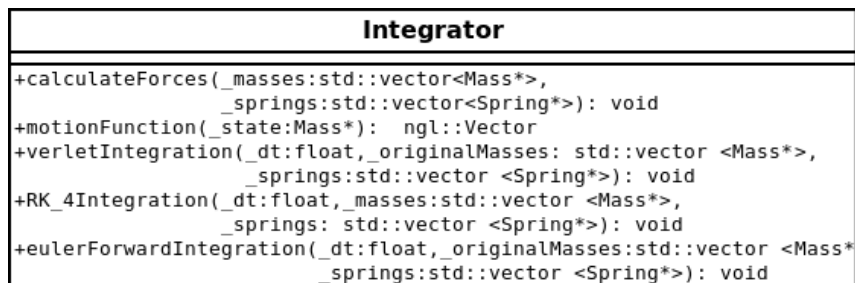 Integrator
+calculateForces(_masses:std::vector<Mass*>,
_springs:std::vector<Spring*>): void
+motionFunction(_state:Mass*): ngl::Vector
+verletIntegration(_dt:float,_originalMasses: std::vector <Mass*>,
_springs:std::vector <Spring*>): void
+RK_4Integration(_dt:float,_masses:std::vector <Mass*>,
_springs: std::vector <Spring*>): void
+eulerForwardIntegration(_dt:float,_originalMasses:std::vector <Mass*
_springs:std::vector <Spring*>): void